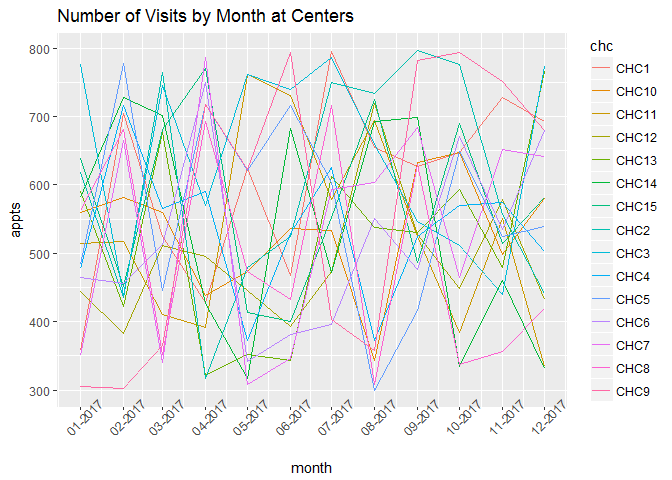 Number of Visits by Month at Centers
800
700
600
500
400
300
appts
01-2017
02-2017
03-2017
04-2017
05-2017
06-2017
07-2017
08-2017
09-2017
10-2017
11-2017
12-2017
month
chc
CHC1
CHC10
CHC11
CHC12
CHC13
CHC14
CHC15
CHC2
CHC3
CHC4
CHC5
CHC6
CHC7
CHC8
CHC9